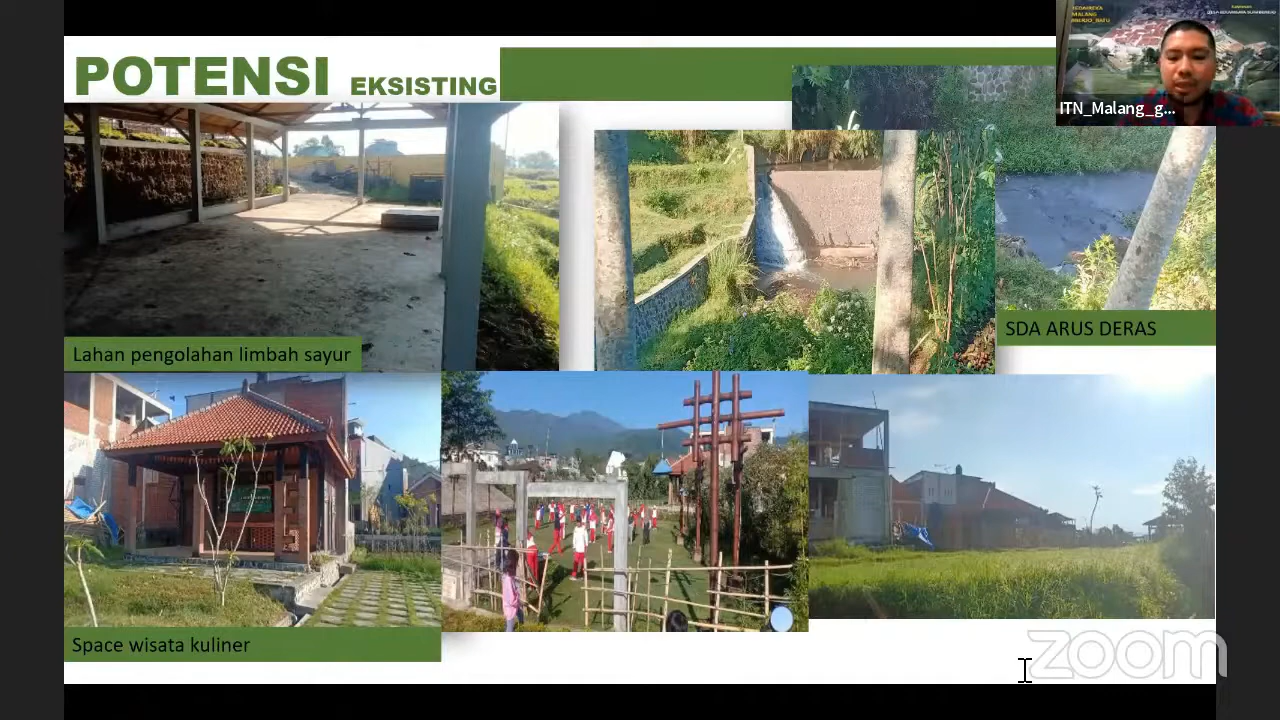 POTENSI EKSISTING
ITN_Malang_g...
SDA ARUS DERAS
Lahan pengolahan limbah sayur
Space wisata kuliner
zoom